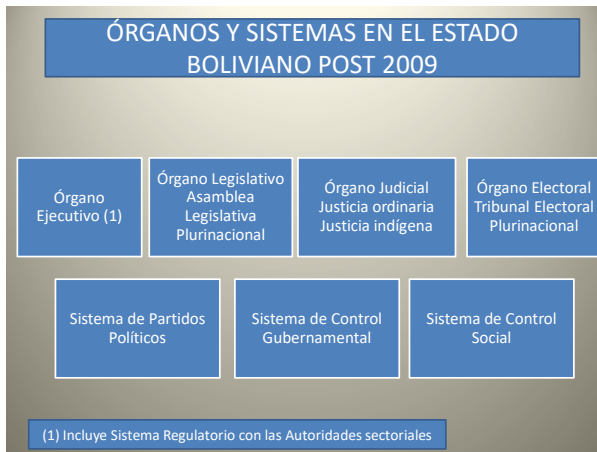 ÓRGANOS Y SISTEMAS EN EL ESTADO
BOLIVIANO POST 2009
Órgano
Ejecutivo (1)
Órgano Legislativo
Asamblea
Legislativa
Plurinacional
Órgano Judicial
Justicia ordinaria
Justicia indígena
Órgano Electoral
Tribunal Electoral
Plurinacional
Sistema de Partidos
Políticos
Sistema de Control
Gubernamental
Sistema de Control
Social
(1) Incluye Sistema Regulatorio con las Autoridades sectoriales